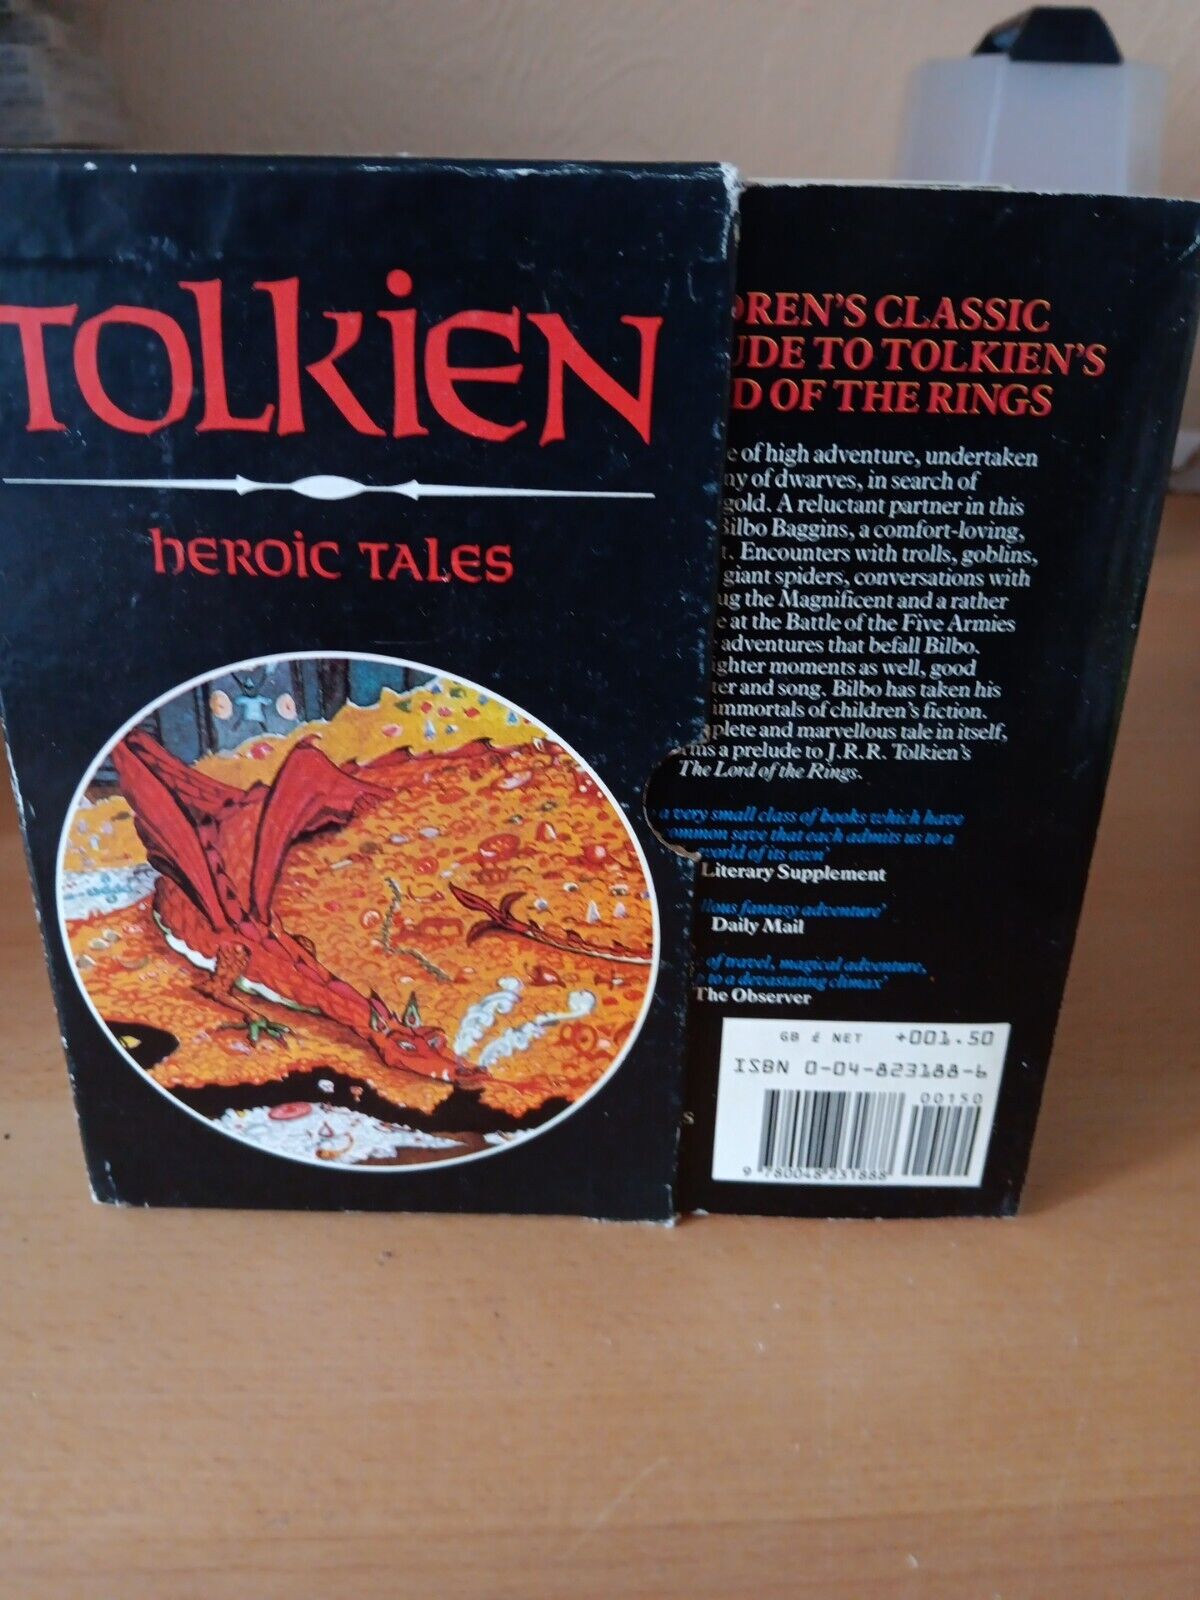 TOLKIEN
HEROIC TALES
DREN'S CLASSIC
UDE TO TOLKIEN'S
D OF THE RINGS
e of high adventure, undertaken
ny of dwarves, in search of
gold. A reluctant partner in this
Bilbo Baggins, a comfort-loving,
t. Encounters with trolls, goblins,
giant spiders, conversations with
ug the Magnificent and a rather
e at the Battle of the Five Armies
adventures that befall Bilbo.
ighter moments as well, good
ter and song. Bilbo has taken his
immortals of children's fiction.
plete and marvellous tale in itself,
orms a prelude to J.R.R. Tolkien's
The Lord of the Rings.
a very small class of books which have
ommon save that each admits us to a
world of its own'
Literary Supplement
llous fantasy adventure'
Daily Mail
of travel, magical adventure,
to a devastating climax'
The Observer
GB £ NET +001.50
ISBN 0-04-823188-6
00150
9 780048 231888
S